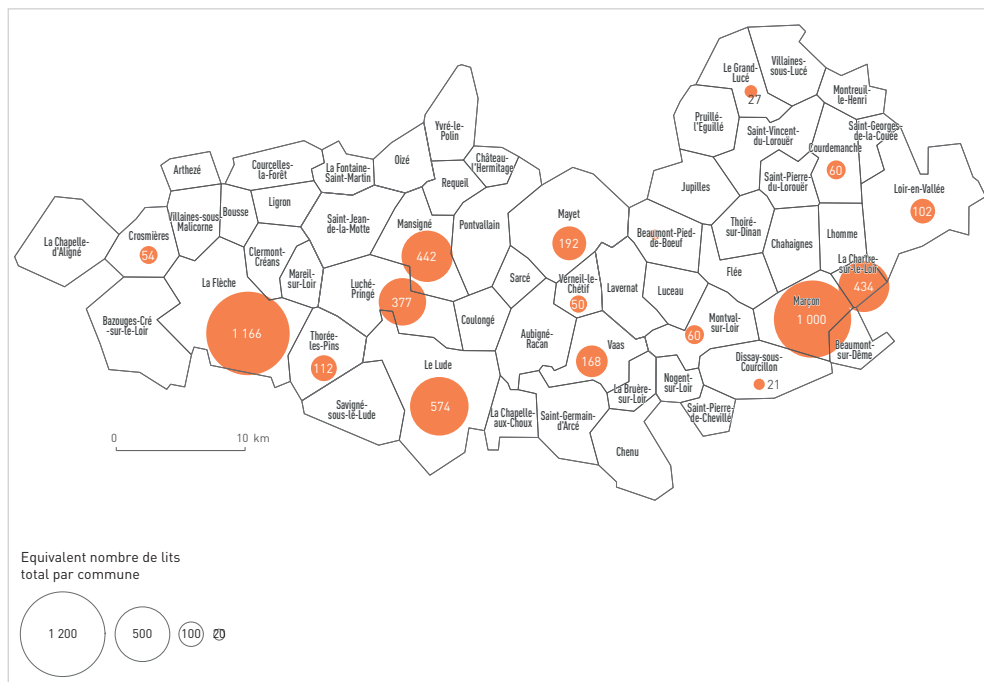 Villaines-
sous-Lucé
Le Grand-
Lucé
27
Montreuil-
le-Henri
Pruillé-
l'Eguillé
Saint-Vincent-
du-Lorouër
Saint-Georges-
de-la-Couée
Courdemanche
60
Yvré-le-
Polin
Château-
l'Hermitage
Oizé
La Fontaine-
Saint-Martin
Courcelles-
la-Forêt
Arthezé
Requeil
Saint-Pierre-
du-Lorouër
Jupilles
Loir-en-Vallée
102
Ligron
Bousse
Villaines-sous-
Malicorne
Saint-Jean-
de-la-Motte
Mansigné
442
Pontvallain
Mayet
192
Beaumont-Pied-
de-Boeuf
Thoiré-
sur-Dinan
Chahaignes
Lhomme
La Chapelle-
d'Aligné
Crosmières
54
Clermont-
Créans
Mareil-
sur-Loir
La Flèche
1 166
Luché-
Pringé
377
Sarcé
Verneil-le-
Chétif
50
Lavernat
Luceau
Flée
La Chartre-
sur-le-Loir
434
Marçon
1 000
Bazouges-Cré
-sur-le-Loir
Thorée-
les-Pins
112
Coulongé
Aubigné-
Racan
Vaas
168
60
Montval-
sur-Loir
Beaumont-
sur-Dême
Dissay-sous-
Courcillon
21
Le Lude
574
Savigné-
sous-le-Lude
La Chapelle-
aux-Choux
Saint-Germain-
d'Arcé
La Bruère-
sur-Loir
Nogent-
sur-Loir
Saint-Pierre-
de-Chevillé
Chenu
0 10 km
Equivalent nombre de lits
total par commune
1 200 500 100 20